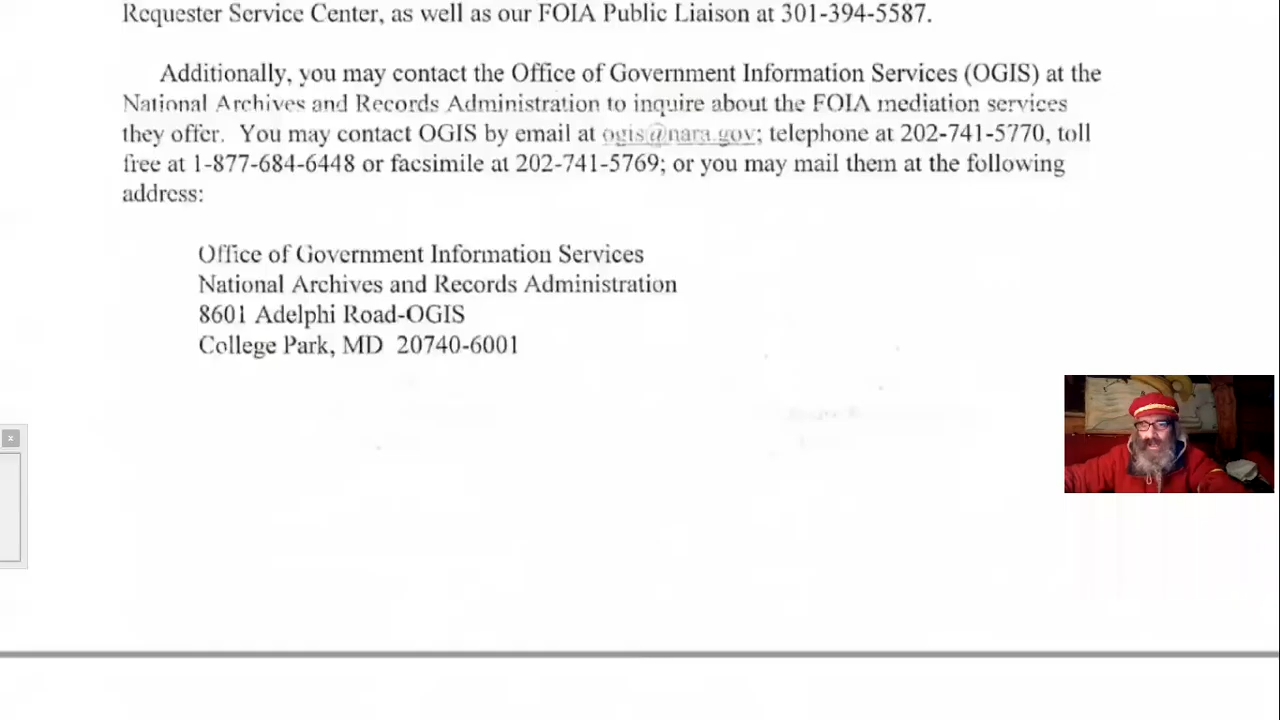 Requester Service Center, as well as our FOIA Public Liaison at 301-394-5587.
Additionally, you may contact the Office of Government Information Services (OGIS) at the
National Archives and Records Administration to inquire about the FOIA mediation services
they offer. You may contact OGIS by email at ogis@nara.gov; telephone at 202-741-5770, toll
free at 1-877-684-6448 or facsimile at 202-741-5769; or you may mail them at the following
address:
Office of Government Information Services
National Archives and Records Administration
8601 Adelphi Road-OGIS
College Park, MD 20740-6001